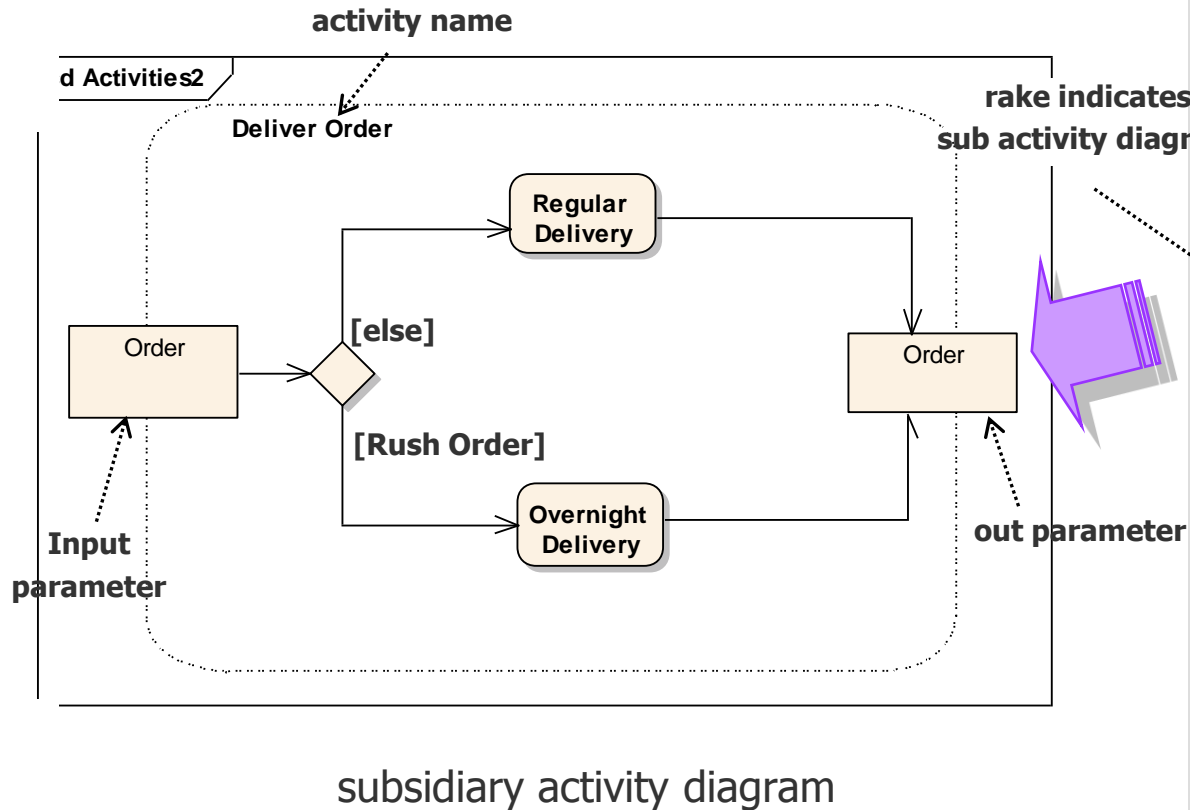 activity name
d Activities2
Deliver Order
rake indicates
sub activity diagr
Regular
Delivery
[else]
Order
Order
[Rush Order]
Overnight
Delivery
Input
parameter
out parameter
subsidiary activity diagram